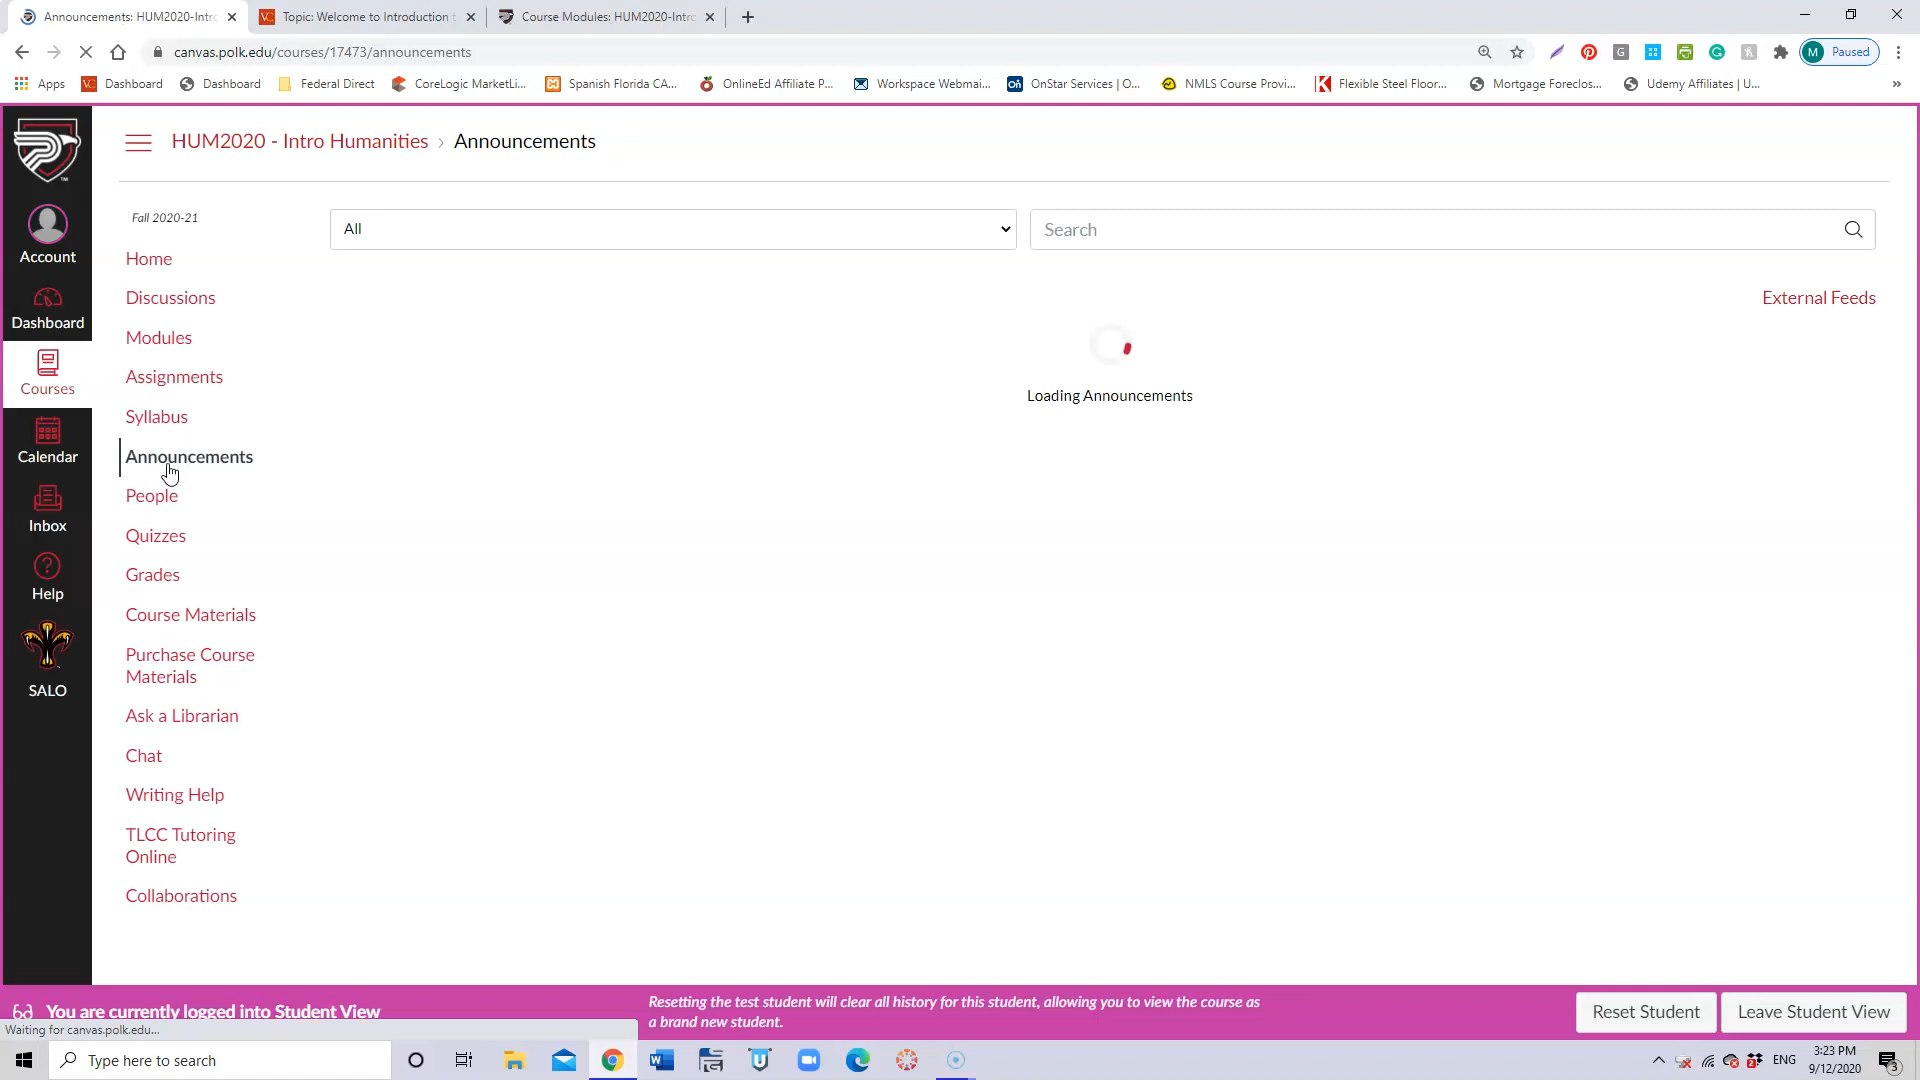 Announcements: HUM2020-Intro
VC Topic: Welcome to Introduction t
Course Modules: HUM2020-Intro
canvas.polk.edu/courses/17473/announcements
M Paused
Apps
VC Dashboard
Dashboard
Federal Direct
CoreLogic MarketLi...
Spanish Florida CA...
OnlineEd Affiliate P...
Workspace Webmai...
On OnStar Services | O...
NMLS Course Provi...
Flexible Steel Floor...
Mortgage Foreclos...
Udemy Affiliates | U...
»
HUM2020 - Intro Humanities › Announcements
Account
Dashboard
Courses
Calendar
Inbox
Help
SALO
Fall 2020-21
Home
Discussions
Modules
Assignments
Syllabus
Announcements
People
Quizzes
Grades
Course Materials
Purchase Course
Materials
Ask a Librarian
Chat
Writing Help
TLCC Tutoring
Online
Collaborations
All
Search
External Feeds
Loading Announcements
You are currently logged into Student View
Resetting the test student will clear all history for this student, allowing you to view the course as
a brand new student.
Reset Student
Leave Student View
Waiting for canvas.polk.edu...
Type here to search
ENG
3:23 PM
9/12/2020
3